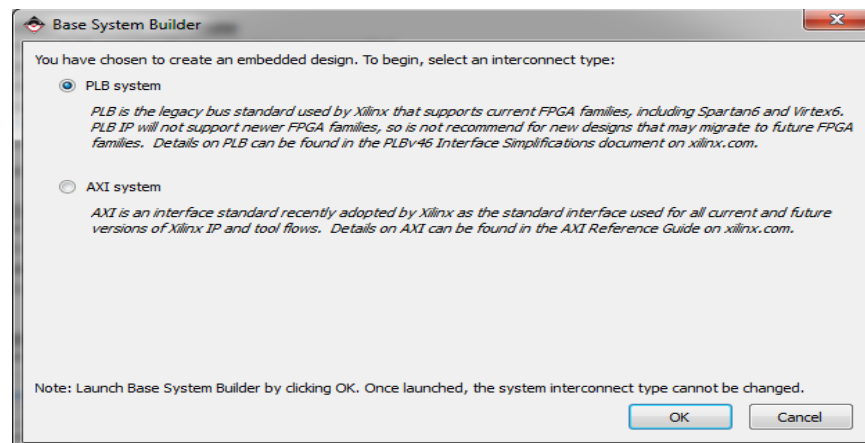 Base System Builder
You have chosen to create an embedded design. To begin, select an interconnect type:
PLB system
PLB is the legacy bus standard used by Xilinx that supports current FPGA families, including Spartan6 and Virtex6.
PLB IP will not support newer FPGA families, so is not recommend for new designs that may migrate to future FPGA
families. Details on PLB can be found in the PLBv46 Interface Simplifications document on xilinx.com.
AXI system
AXI is an interface standard recently adopted by Xilinx as the standard interface used for all current and future
versions of Xilinx IP and tool flows. Details on AXI can be found in the AXI Reference Guide on xilinx.com.
Note: Launch Base System Builder by clicking OK. Once launched, the system interconnect type cannot be changed.
OK Cancel